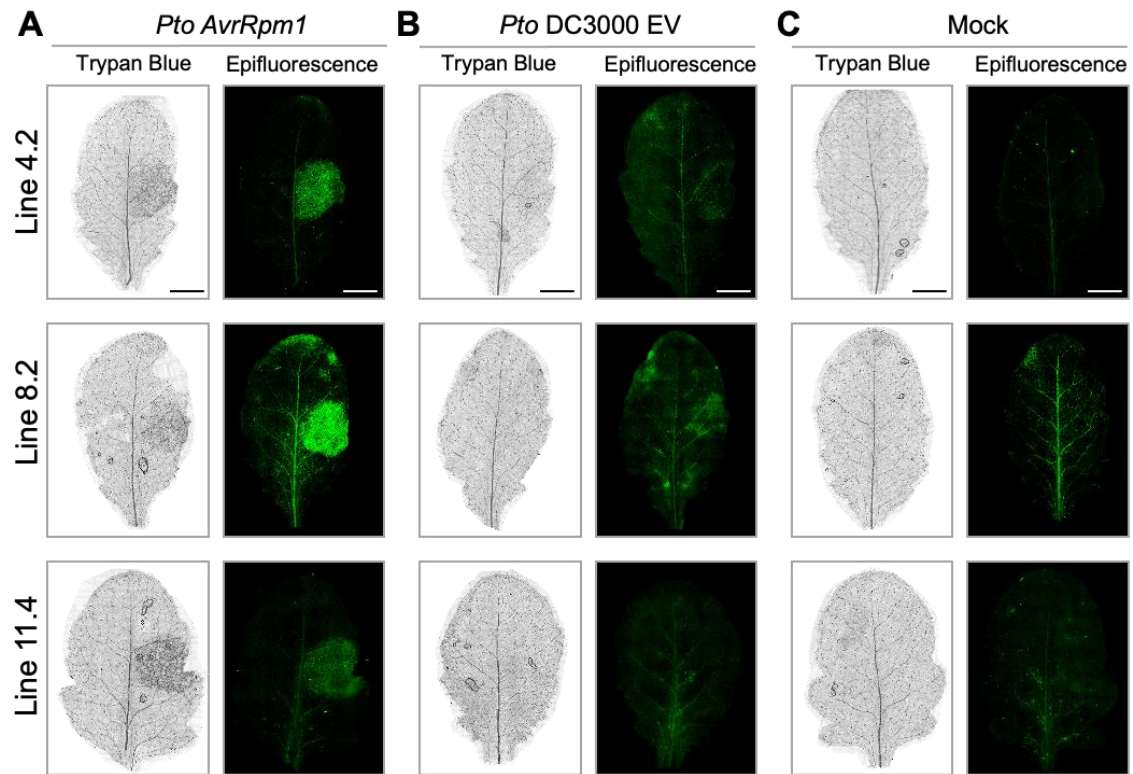 A Pto AvrRpm1
B Pto DC3000 EV
C Mock
Trypan Blue Epifluorescence
Trypan Blue Epifluorescence
Trypan Blue Epifluorescence
Line 4.2
Line 8.2
Line 11.4